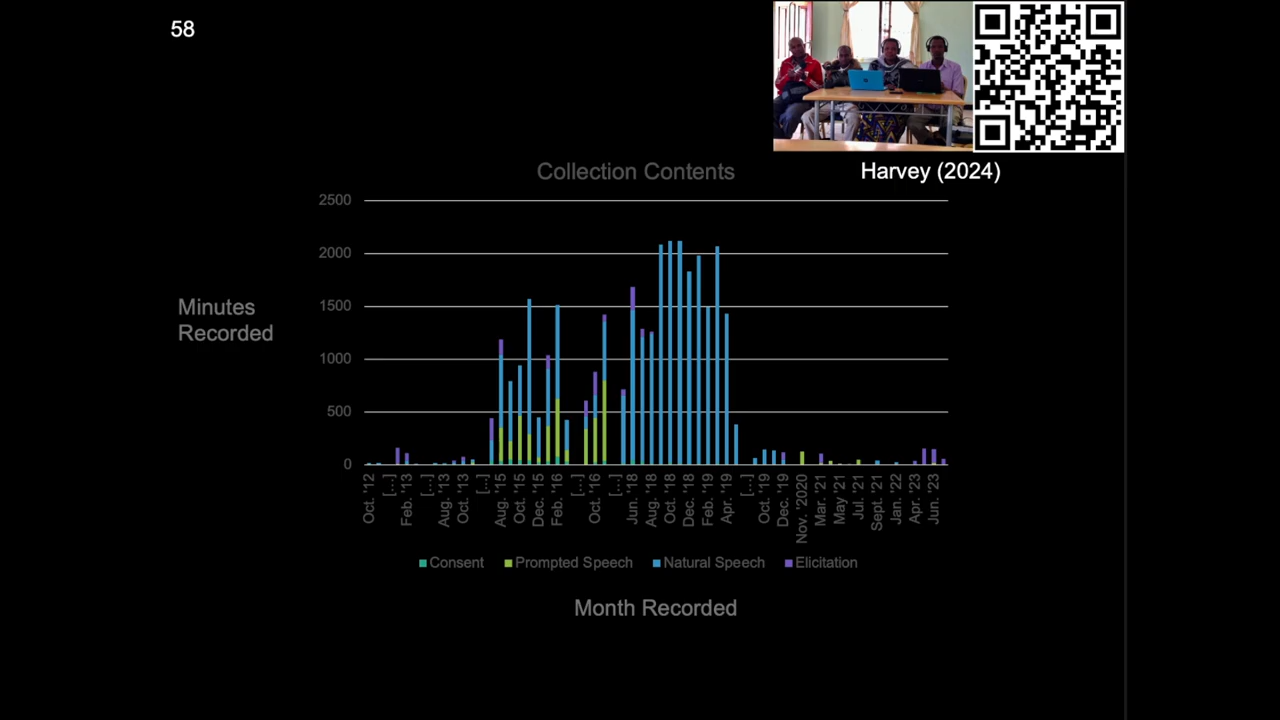 58
Harvey (2024)
Collection Contents
2500
2000
1500
1000
500
0
Minutes
Recorded
Oct. '12
[…]
Feb. '13
[…]
Aug. '13
Oct. '13
[…]
Aug. '15
Oct. '15
Dec. '15
Feb. '16
[…]
Oct. '16
[…]
Jun. '18
Aug. '18
Oct. '18
Dec. '18
Feb. '19
Apr. '19
[…]
Oct. '19
Dec. '19
Nov. '2020
Mar. '21
May '21
Jul. '21
Sept. '21
Jan. '22
Apr. '23
Jun. '23
Consent Prompted Speech Natural Speech Elicitation
Month Recorded